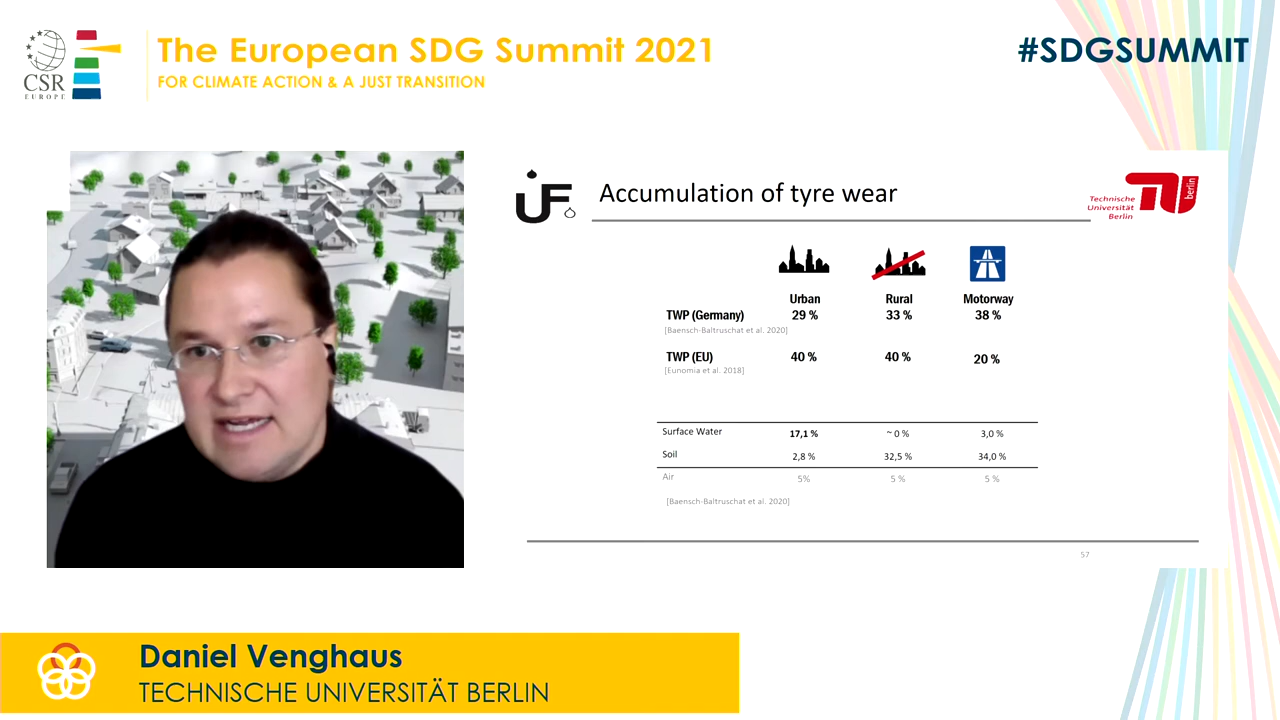 CSR
EUROPE
The European SDG Summit 2021
FOR CLIMATE ACTION & A JUST TRANSITION
#SDGSUMMIT
Accumulation of tyre wear
Technische
Universität
Berlin
berlin
Urban Rural Motorway
TWP (Germany) 29 % 33 % 38 %
[Baensch-Baltruschat et al. 2020]
TWP (EU) 40 % 40 % 20 %
[Eunomia et al. 2018]
Surface Water 17,1 % ~ 0 % 3,0 %
Soil 2,8 % 32,5 % 34,0 %
Air 5% 5 % 5 %
[Baensch-Baltruschat et al. 2020]
57
Daniel Venghaus
TECHNISCHE UNIVERSITÄT BERLIN